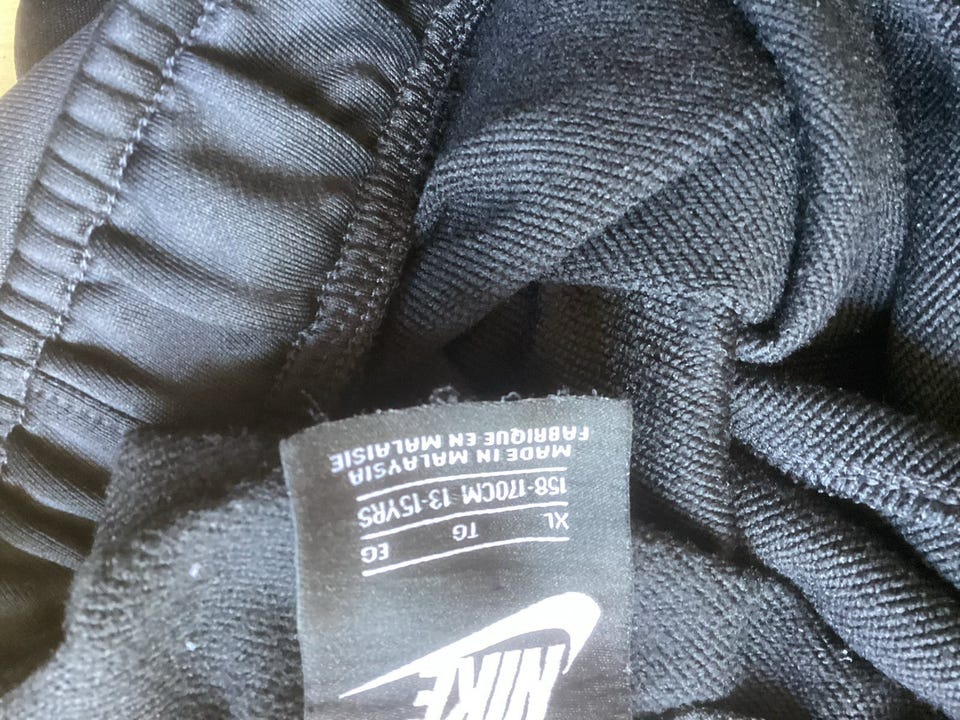 NIKE
XL TG EG
158-170CM 13-15YRS
MADE IN MALAYSIA
FABRIQUE EN MALAISIE